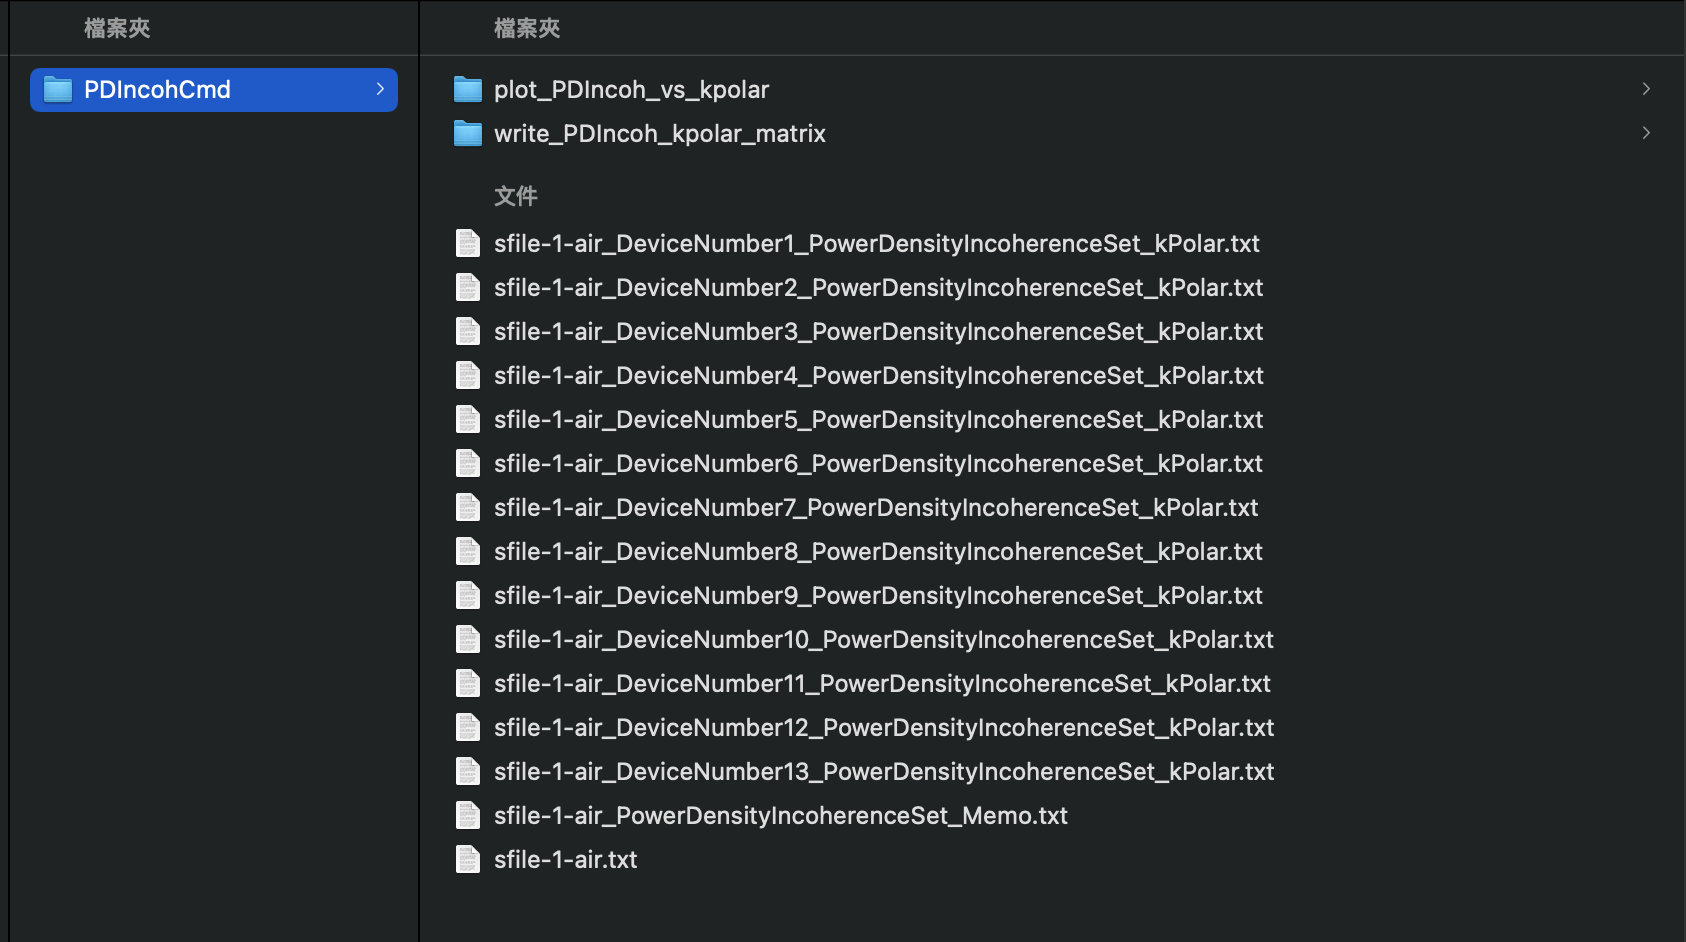 檔案夾
PDIncohCmd
檔案夾
plot_PDIncoh_vs_kpolar
write_PDIncoh_kpolar_matrix
文件
sfile-1-air_DeviceNumber1_PowerDensityIncoherenceSet_kPolar.txt
sfile-1-air_DeviceNumber2_PowerDensityIncoherenceSet_kPolar.txt
sfile-1-air_DeviceNumber3_PowerDensityIncoherenceSet_kPolar.txt
sfile-1-air_DeviceNumber4_PowerDensityIncoherenceSet_kPolar.txt
sfile-1-air_DeviceNumber5_PowerDensityIncoherenceSet_kPolar.txt
sfile-1-air_DeviceNumber6_PowerDensityIncoherenceSet_kPolar.txt
sfile-1-air_DeviceNumber7_PowerDensityIncoherenceSet_kPolar.txt
sfile-1-air_DeviceNumber8_PowerDensityIncoherenceSet_kPolar.txt
sfile-1-air_DeviceNumber9_PowerDensityIncoherenceSet_kPolar.txt
sfile-1-air_DeviceNumber10_PowerDensityIncoherenceSet_kPolar.txt
sfile-1-air_DeviceNumber11_PowerDensityIncoherenceSet_kPolar.txt
sfile-1-air_DeviceNumber12_PowerDensityIncoherenceSet_kPolar.txt
sfile-1-air_DeviceNumber13_PowerDensityIncoherenceSet_kPolar.txt
sfile-1-air_PowerDensityIncoherenceSet_Memo.txt
sfile-1-air.txt